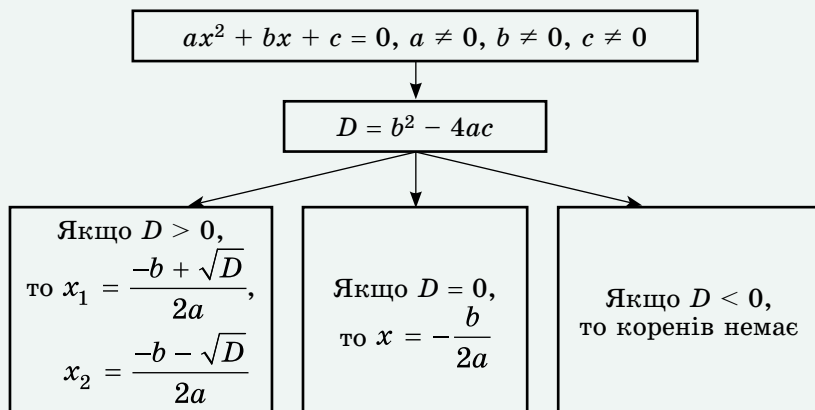 ax² + bx + c = 0, a ≠ 0, b ≠ 0, c ≠ 0
D = b² − 4ac
Якщо D > 0,
то x₁ = (−b + √D)/(2a),
x₂ = (−b − √D)/(2a)
Якщо D = 0,
то x = −b/(2a)
Якщо D < 0,
то коренів немає